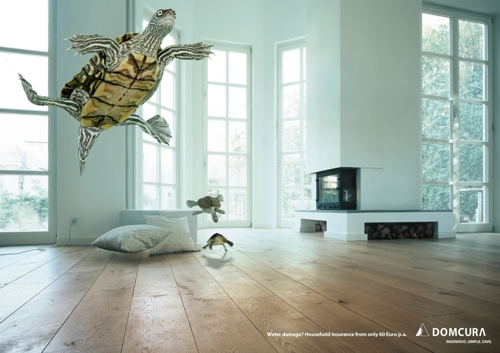 Water damage? Household insurance from only 60 Euro p.a.
DOMCURA
INGENIOUS. SIMPLE. SAVE.